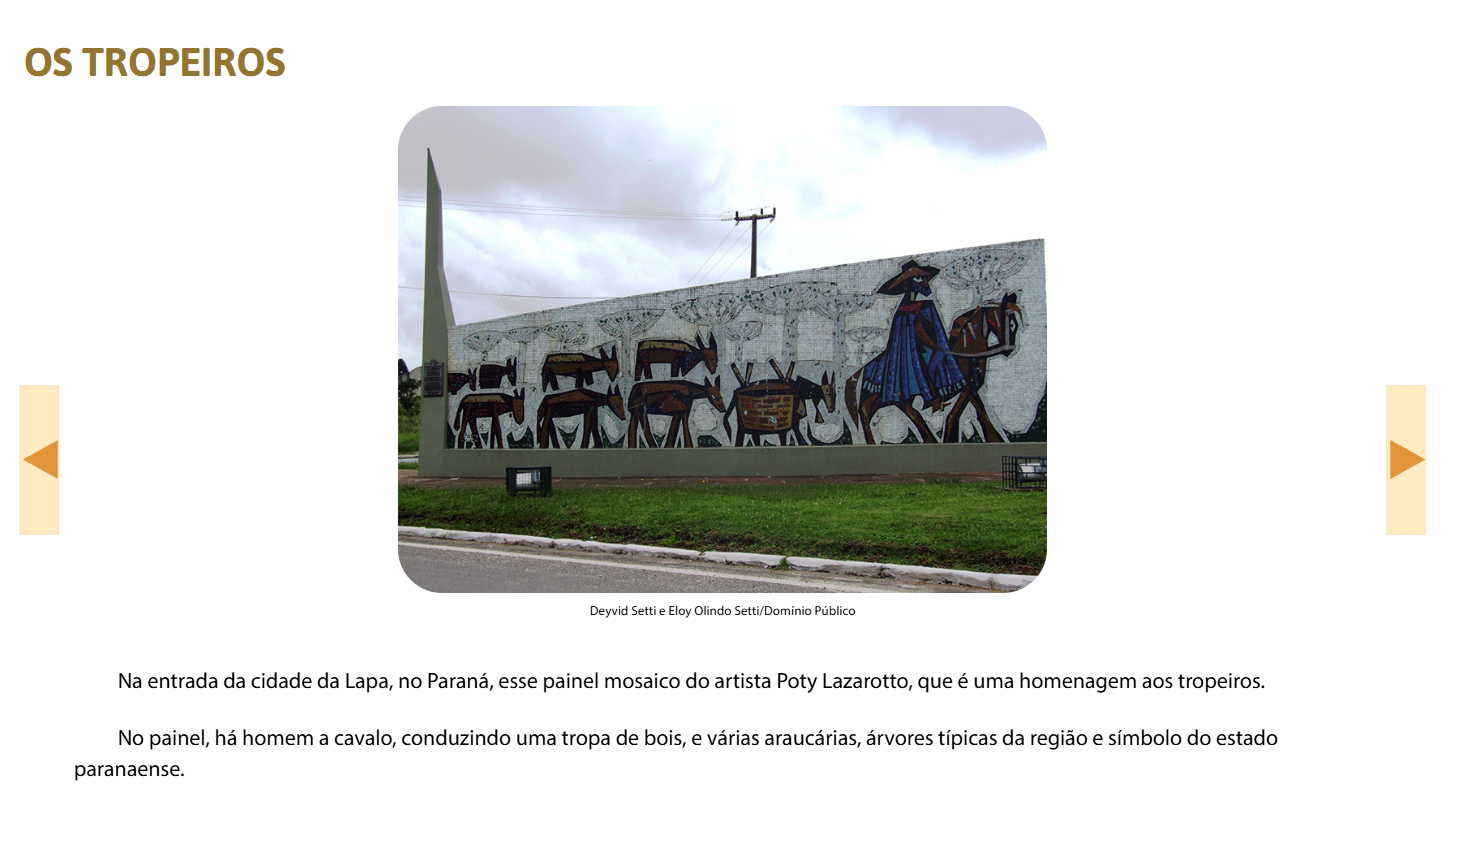 OS TROPEIROS
Deyvid Setti e Eloy Olindo Setti/Domínio Público
Na entrada da cidade da Lapa, no Paraná, esse painel mosaico do artista Poty Lazarotto, que é uma homenagem aos tropeiros.
No painel, há homem a cavalo, conduzindo uma tropa de bois, e várias araucárias, árvores típicas da região e símbolo do estado
paranaense.